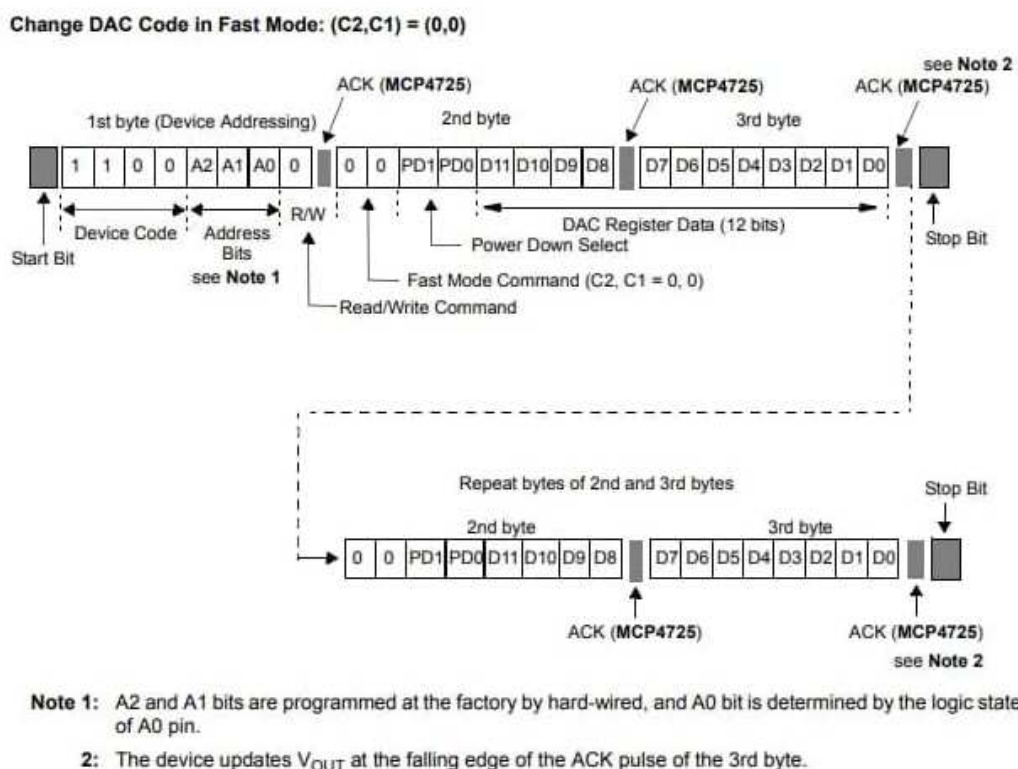 Change DAC Code in Fast Mode: (C2,C1) = (0,0)
see Note 2
ACK (MCP4725) ACK (MCP4725) ACK (MCP4725)
1st byte (Device Addressing) 2nd byte 3rd byte
1 1 0 0 A2 A1 A0 0 0 0 PD1 PD0 D11 D10 D9 D8 D7 D6 D5 D4 D3 D2 D1 D0
R/W
Device Code Address Bits DAC Register Data (12 bits)
Start Bit Power Down Select Stop Bit
see Note 1 Fast Mode Command (C2, C1 = 0, 0)
Read/Write Command
Repeat bytes of 2nd and 3rd bytes Stop Bit
2nd byte 3rd byte
0 0 PD1 PD0 D11 D10 D9 D8 D7 D6 D5 D4 D3 D2 D1 D0
ACK (MCP4725) ACK (MCP4725)
see Note 2
Note 1: A2 and A1 bits are programmed at the factory by hard-wired, and A0 bit is determined by the logic state
of A0 pin.
2: The device updates VOUT at the falling edge of the ACK pulse of the 3rd byte.